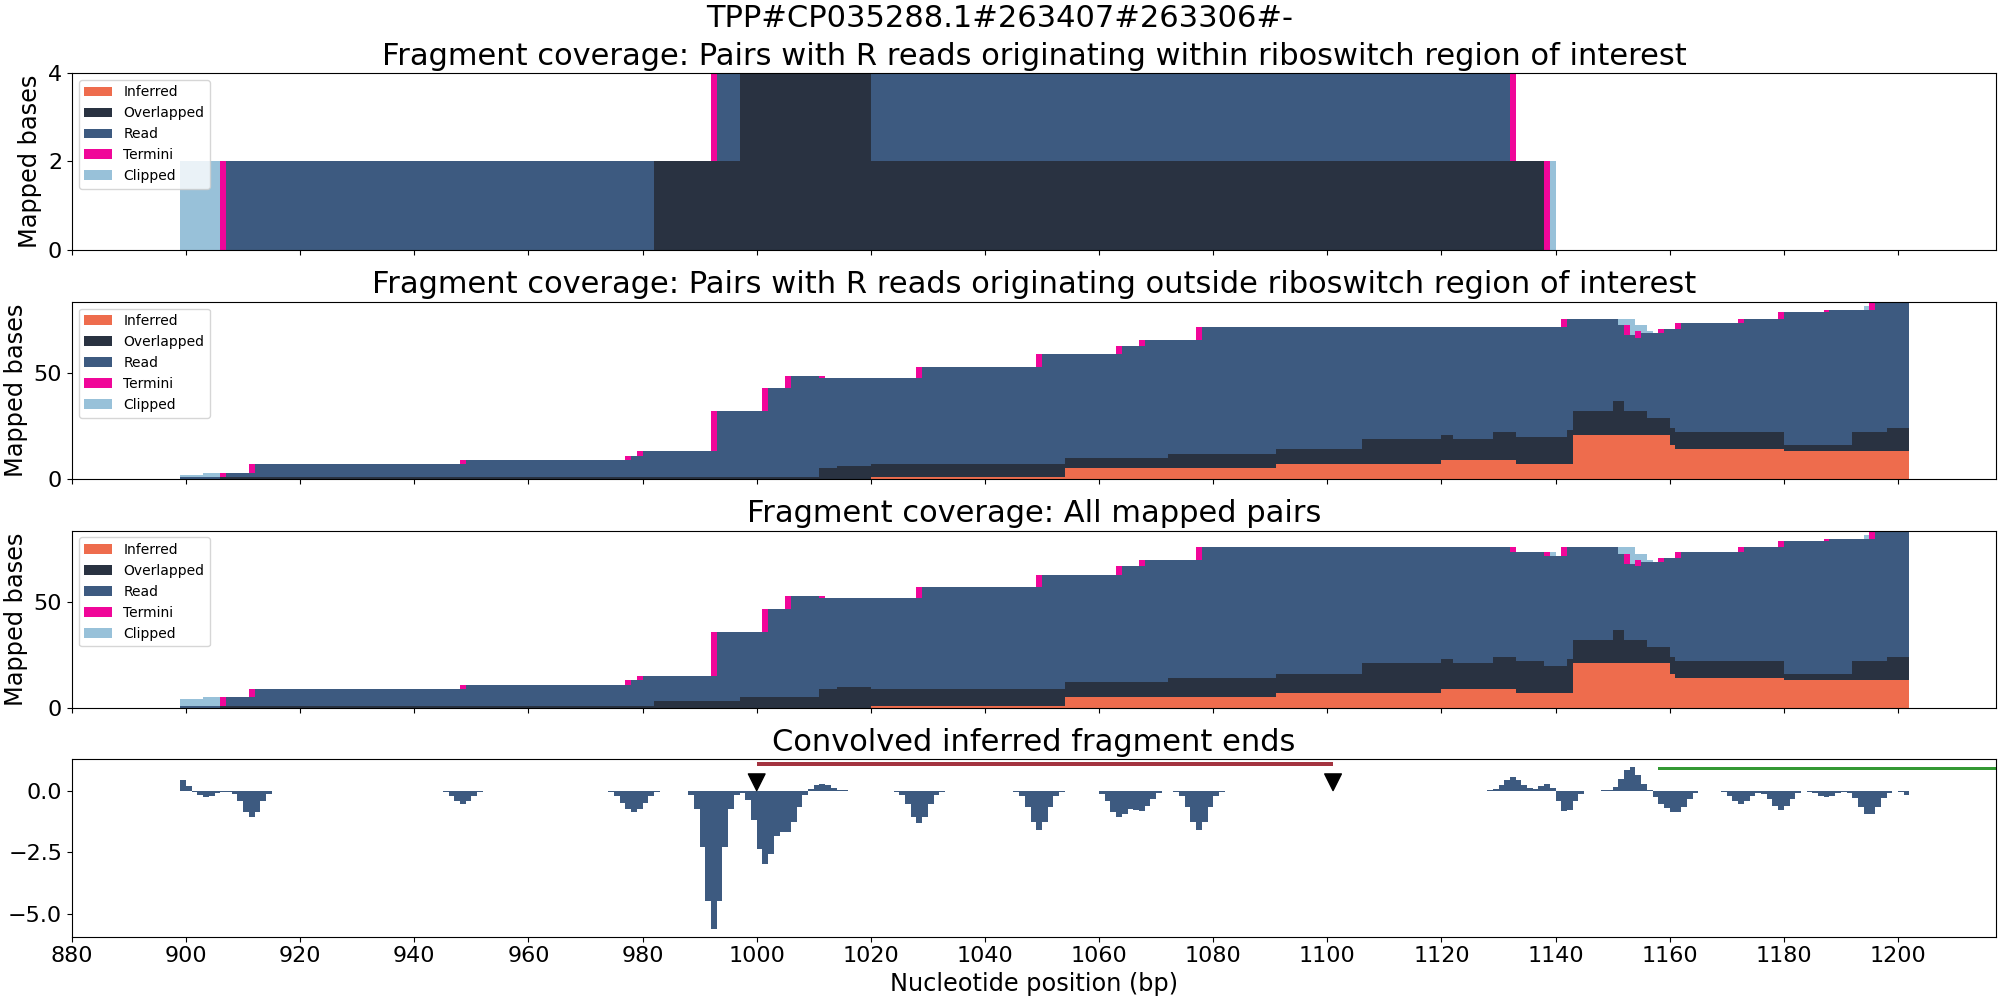 TPP#CP035288.1#263407#263306#-
Fragment coverage: Pairs with R reads originating within riboswitch region of interest
Mapped bases
4
2
0
Inferred
Overlapped
Read
Termini
Clipped
Fragment coverage: Pairs with R reads originating outside riboswitch region of interest
Mapped bases
50
0
Inferred
Overlapped
Read
Termini
Clipped
Fragment coverage: All mapped pairs
Mapped bases
50
0
Inferred
Overlapped
Read
Termini
Clipped
Convolved inferred fragment ends
0.0
−2.5
−5.0
880 900 920 940 960 980 1000 1020 1040 1060 1080 1100 1120 1140 1160 1180 1200
Nucleotide position (bp)